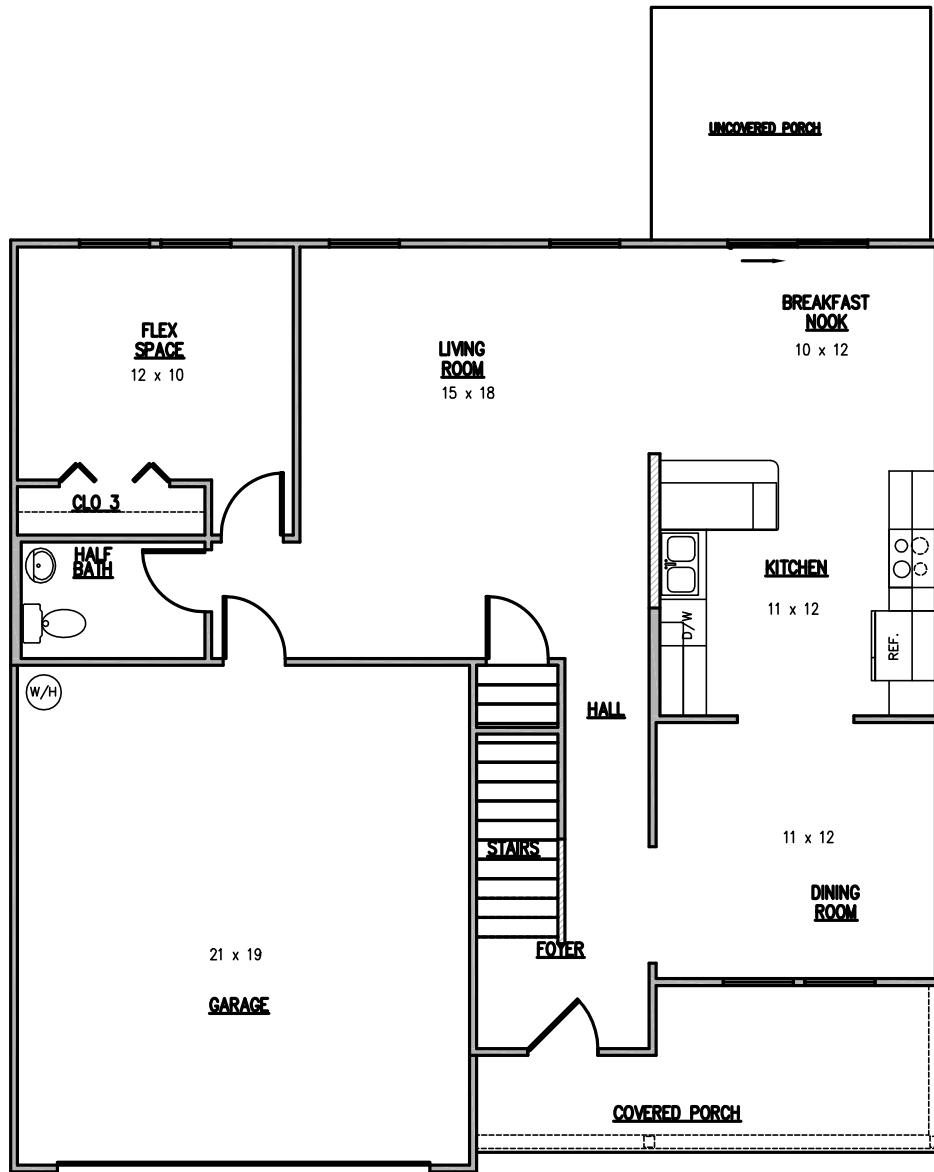 UNCOVERED PORCH
BREAKFAST
NOOK
10 x 12
FLEX
SPACE
12 x 10
LIVING
ROOM
15 x 18
CLO 3
HALF
BATH
KITCHEN
11 x 12
D/W
REF.
W/H
HALL
11 x 12
STAIRS
DINING
ROOM
FOYER
21 x 19
GARAGE
COVERED PORCH